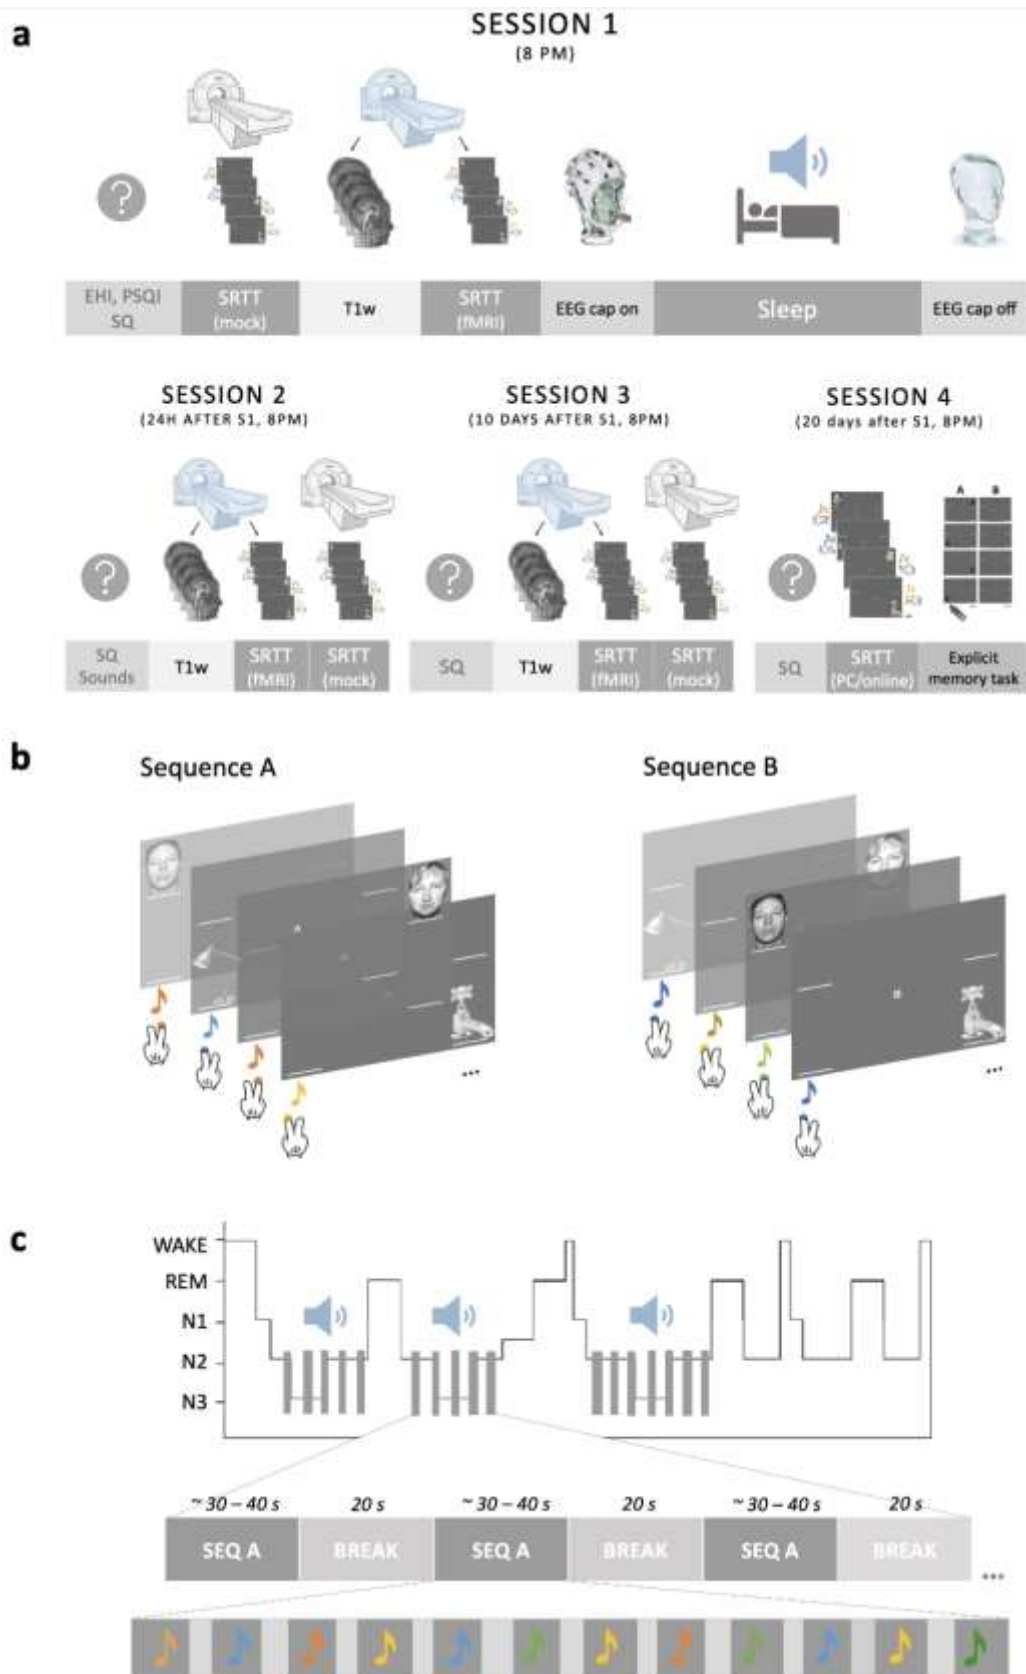 a
SESSION 1
(8 PM)
?
EHI, PSQI
SQ
SRTT
(mock)
T1w
SRTT
(fMRI)
EEG cap on
Sleep
EEG cap off
SESSION 2
(24H AFTER S1, 8PM)
SESSION 3
(10 DAYS AFTER S1, 8PM)
SESSION 4
(20 days after S1, 8PM)
A B
?
?
?
SQ
Sounds
T1w
SRTT
(fMRI)
SRTT
(mock)
SQ
T1w
SRTT
(fMRI)
SRTT
(mock)
SQ
SRTT
(PC/online)
Explicit
memory task
b
Sequence A
Sequence B
A
B
...
...
c
WAKE
REM
N1
N2
N3
~ 30 – 40 s
20 s
~ 30 – 40 s
20 s
~ 30 – 40 s
20 s
SEQ A
BREAK
SEQ A
BREAK
SEQ A
BREAK
...